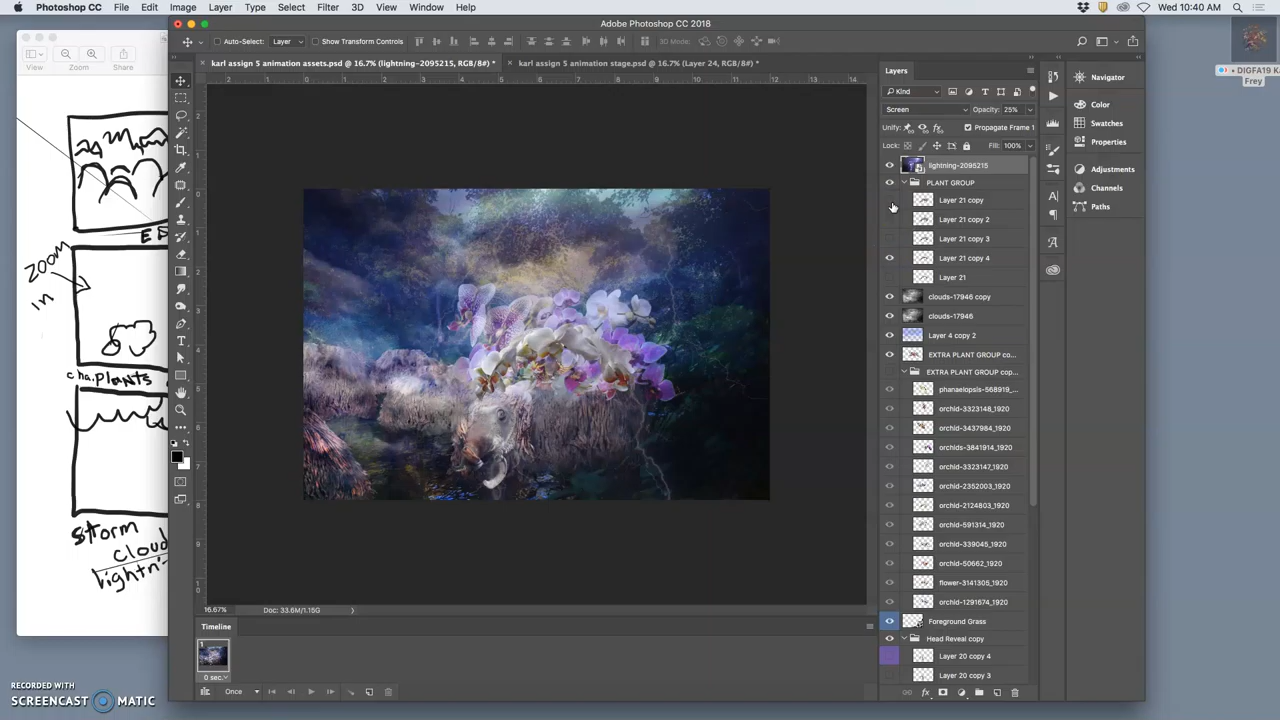 Photoshop CC File Edit Image Layer Type Select Filter 3D View Window Help
Wed 10:40 AM
Adobe Photoshop CC 2018
Auto-Select: Layer Show Transform Controls 3D Mode:
karl assign 5 animation assets.psd @ 16.7% (lightning-2095215, RGB/8#) *
karl assign 5 animation stage.psd @ 16.7% (Layer 24, RGB/8#) *
View Zoom Share
DIGFA19 Ka
Frey
Layers
Kind
Screen Opacity: 25%
Unify: Propagate Frame 1
Lock: Fill: 100%
lightning-2095215
PLANT GROUP
Layer 21 copy
Layer 21 copy 2
Layer 21 copy 3
Layer 21 copy 4
Layer 21
clouds-17946 copy
clouds-17946
Layer 4 copy 2
EXTRA PLANT GROUP co...
EXTRA PLANT GROUP cop...
phanaelopsis-568919_...
orchid-3323148_1920
orchid-3437984_1920
orchids-3841914_1920
orchid-3323147_1920
orchid-2352003_1920
orchid-2124803_1920
orchid-591314_1920
orchid-339045_1920
orchid-50662_1920
flower-3141305_1920
orchid-1291674_1920
Foreground Grass
Head Reveal copy
Layer 20 copy 4
Layer 20 copy 3
Navigator
Color
Swatches
Properties
Adjustments
Channels
Paths
zoom
in
plants
storm
cloud
16.67% Doc: 33.6M/1.15G
Timeline
1
0 sec.
Once
RECORDED WITH
SCREENCAST MATIC